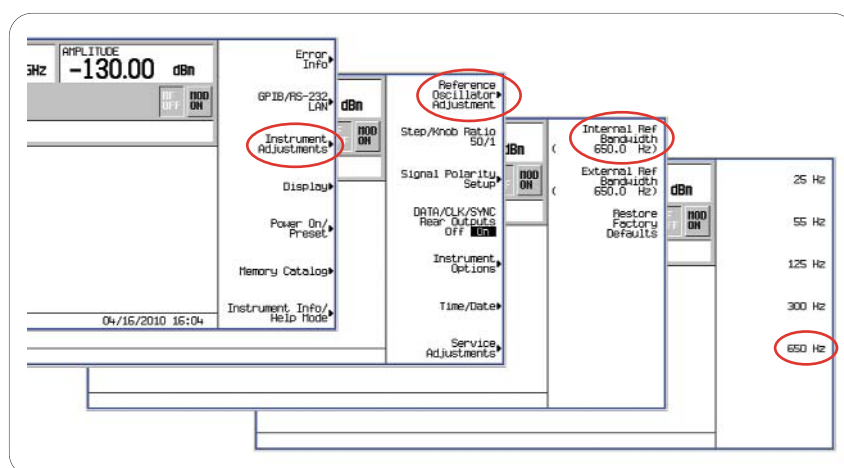 AMPLITUDE
GHz -130.00 dBm
RF OFF MOD ON
04/16/2010 16:04
Error Info
GPIB/RS-232 LAN
Instrument Adjustments
Display
Power On/ Preset
Memory Catalog
Instrument Info/ Help Mode
dBm
MOD ON
Reference
Oscillator
Adjustment
Step/Knob Ratio
50/1
Signal Polarity
Setup
DATA/CLK/SYNC
Rear Outputs
Off On
Instrument
Options
Time/Date
Service
Adjustments
dBm
MOD ON
Internal Ref
Bandwidth
( 650.0 Hz)
External Ref
Bandwidth
( 650.0 Hz)
Restore
Factory
Defaults
dBm
MOD ON
25 Hz
55 Hz
125 Hz
300 Hz
650 Hz